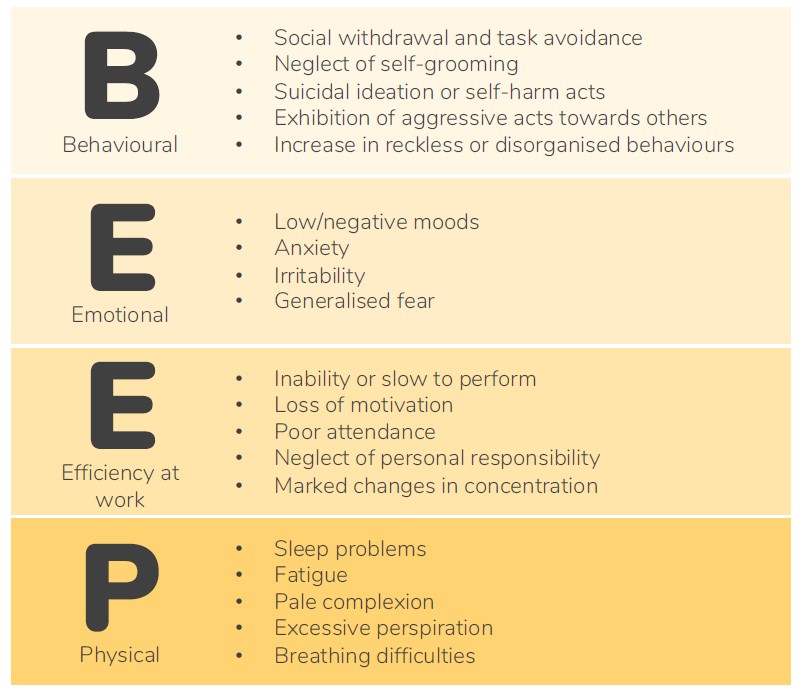 B
Behavioural
• Social withdrawal and task avoidance
• Neglect of self-grooming
• Suicidal ideation or self-harm acts
• Exhibition of aggressive acts towards others
• Increase in reckless or disorganised behaviours
E
Emotional
• Low/negative moods
• Anxiety
• Irritability
• Generalised fear
E
Efficiency at
work
• Inability or slow to perform
• Loss of motivation
• Poor attendance
• Neglect of personal responsibility
• Marked changes in concentration
P
Physical
• Sleep problems
• Fatigue
• Pale complexion
• Excessive perspiration
• Breathing difficulties